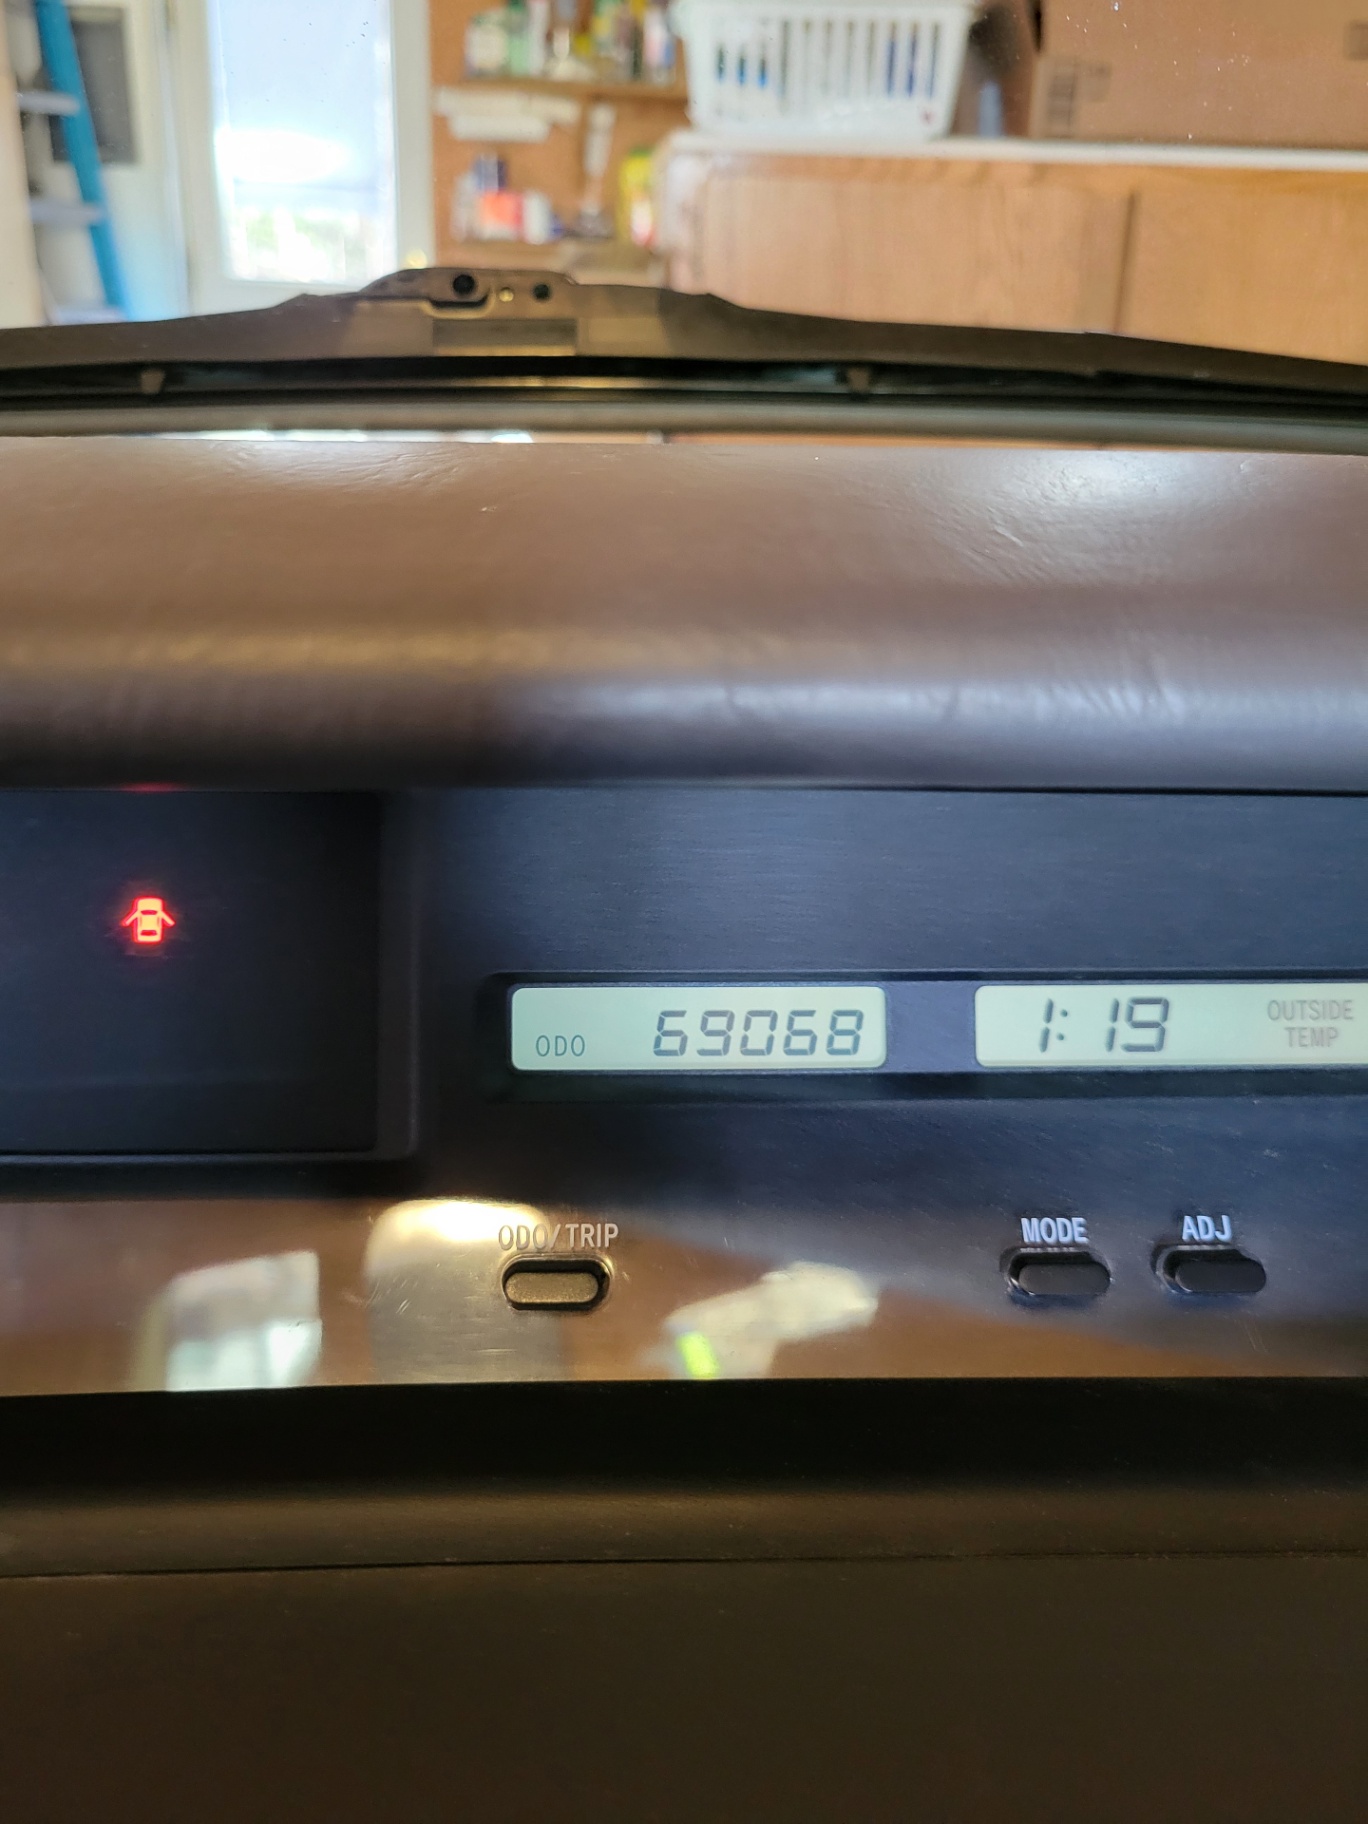 ODO 69068
1:19 OUTSIDE
TEMP
ODO/TRIP
MODE
ADJ